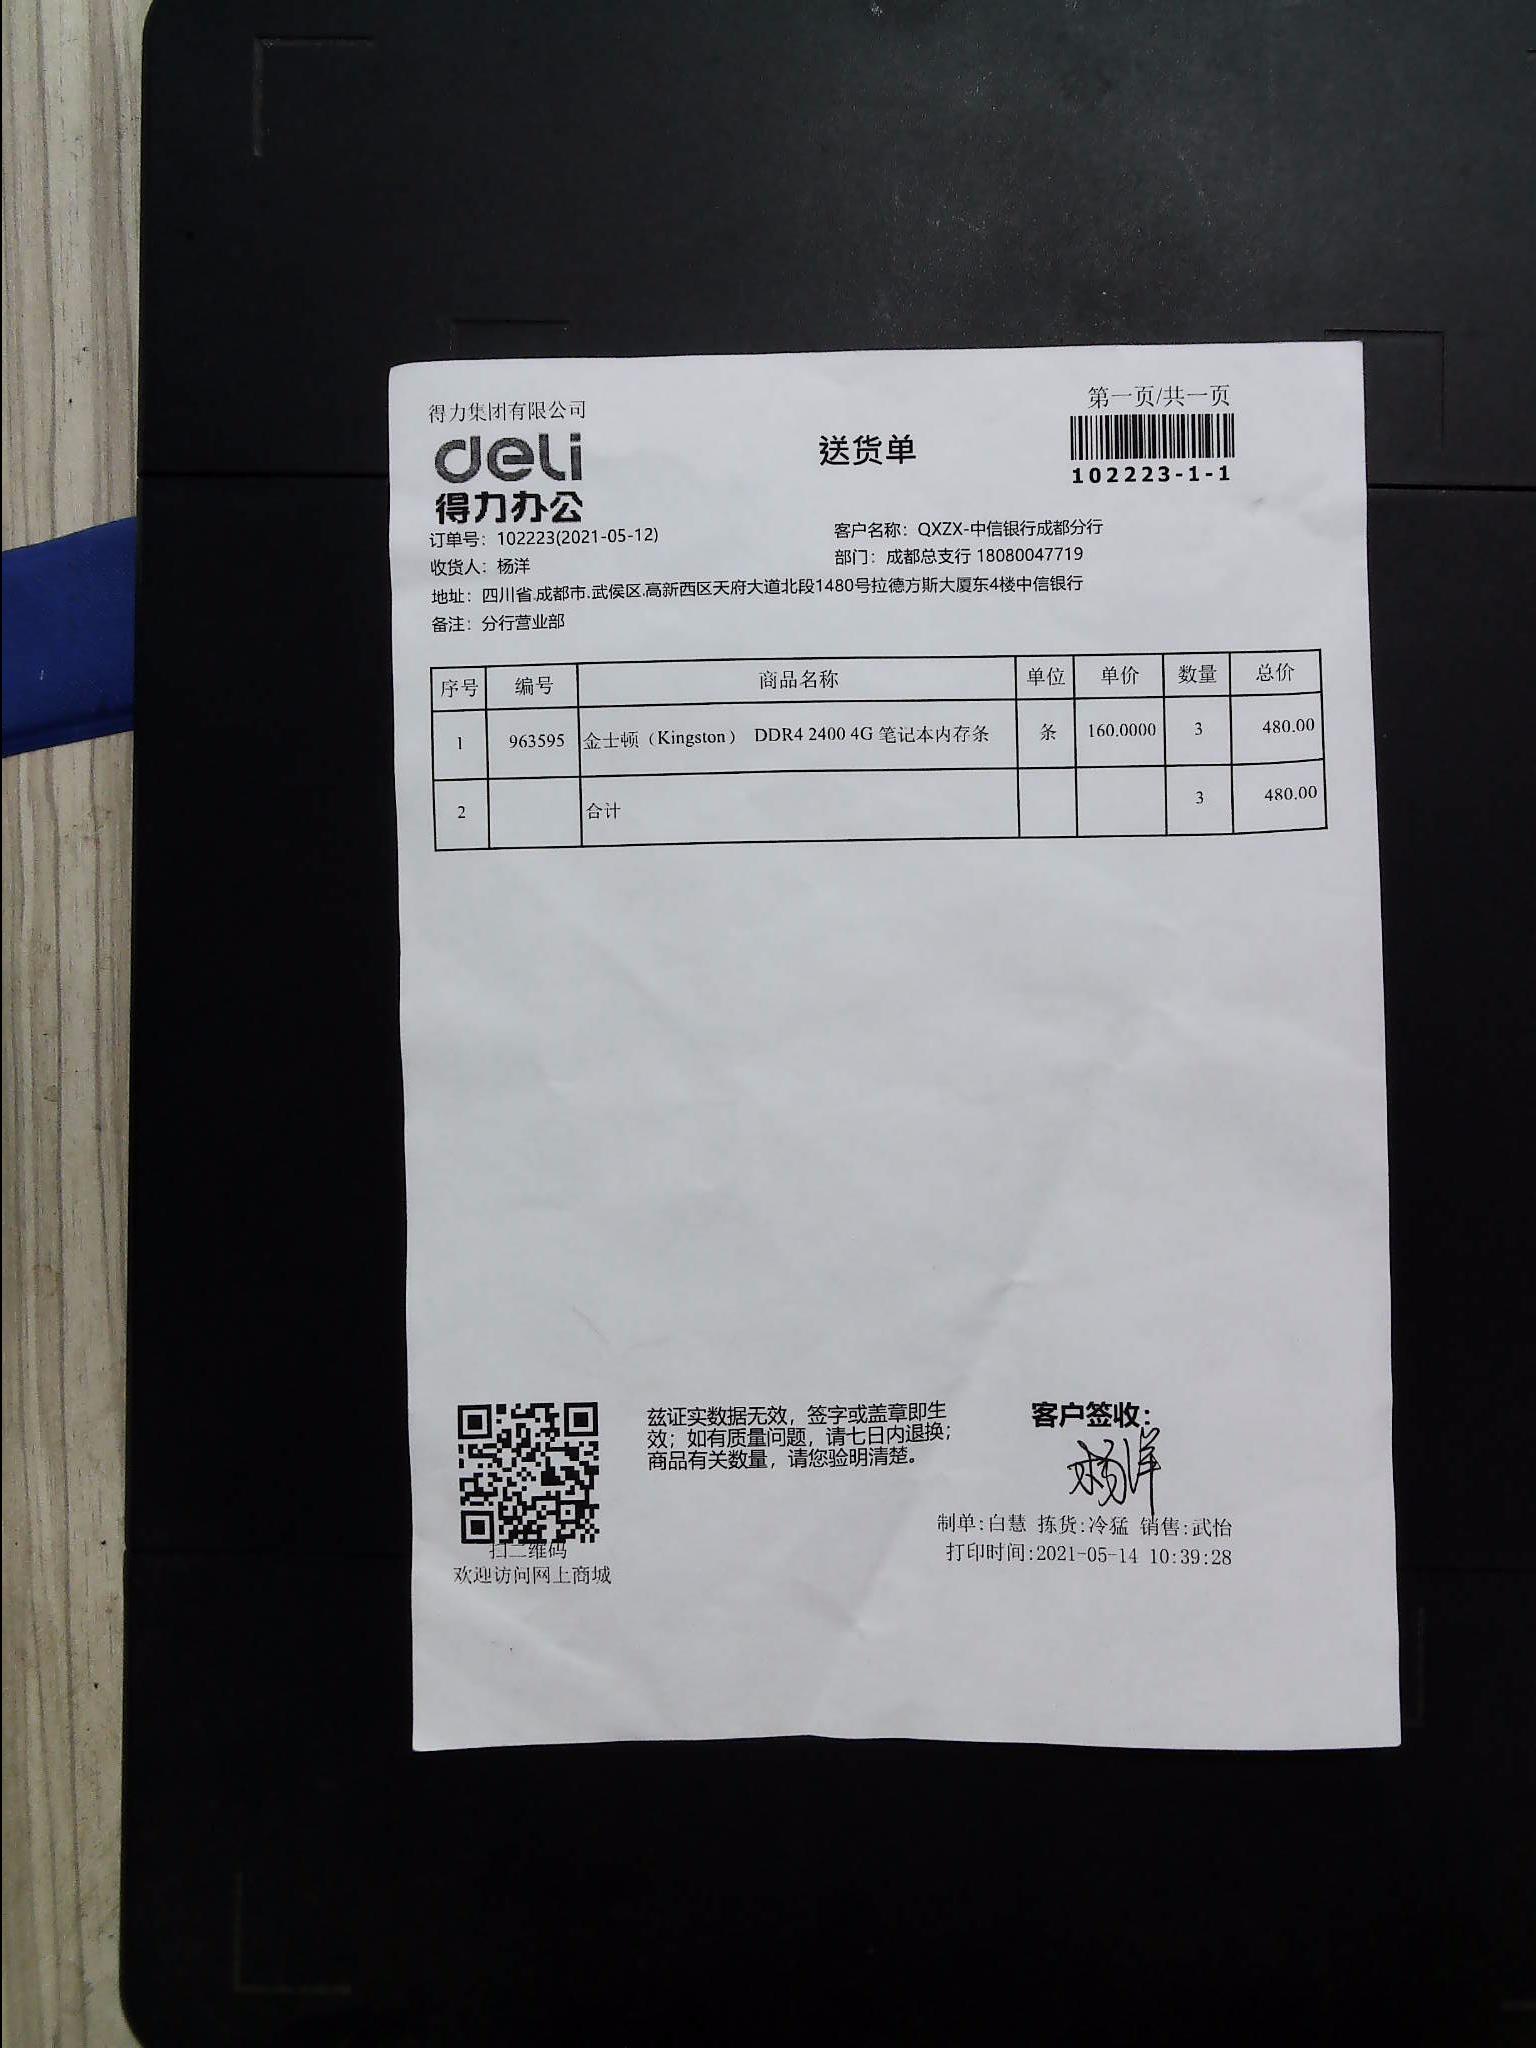 得力集团有限公司
第一页/共一页
deli
得力办公
送货单
102223-1-1
订单号：102223(2021-05-12)
客户名称：QXZX-中信银行成都分行
收货人：杨洋
部门：成都总支行 18080047719
地址：四川省.成都市.武侯区.高新西区天府大道北段1480号拉德方斯大厦东4楼中信银行
备注：分行营业部
序号 编号 商品名称 单位 单价 数量 总价
1 963595 金士顿（Kingston） DDR4 2400 4G 笔记本内存条 条 160.0000 3 480.00
2 合计 3 480.00
兹证实数据无效，签字或盖章即生
效；如有质量问题，请七日内退换；
商品有关数量，请您验明清楚。
客户签收：
杨洋
扫二维码
欢迎访问网上商城
制单:白慧 拣货:冷猛 销售:武怡
打印时间:2021-05-14 10:39:28